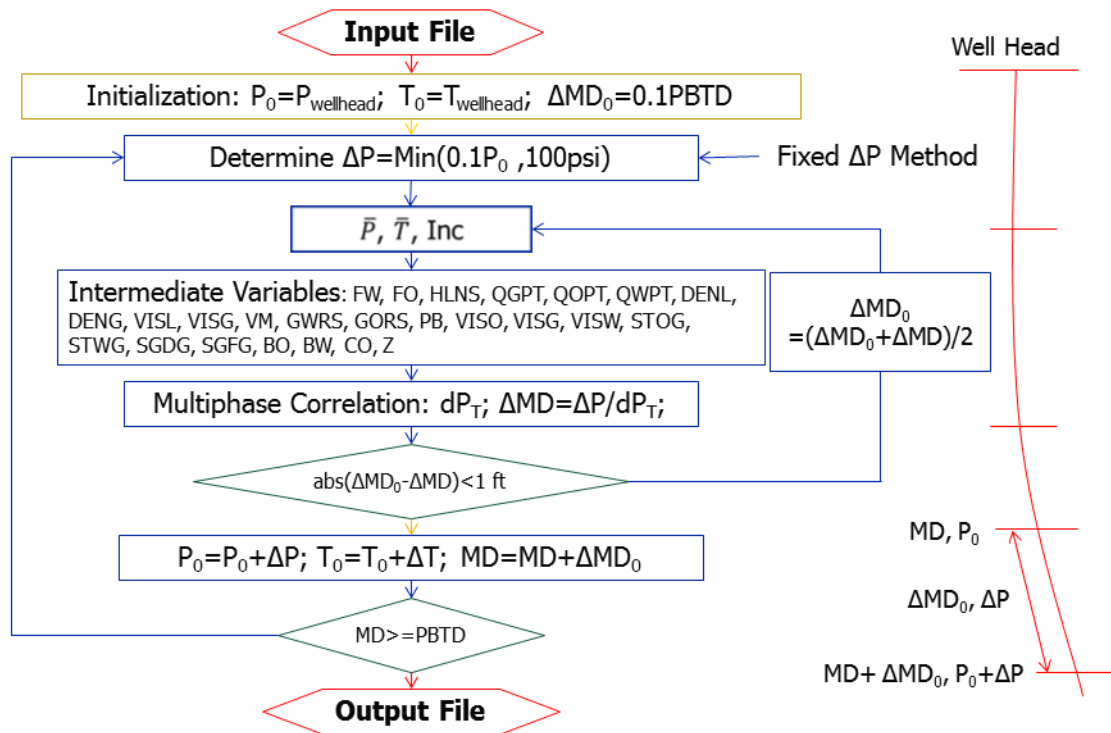 Input File
Well Head
Initialization: P₀=P_wellhead; T₀=T_wellhead; ΔMD₀=0.1PBTD
Determine ΔP=Min(0.1P₀ ,100psi)
Fixed ΔP Method
P̄, T̄, Inc
Intermediate Variables: FW, FO, HLNS, QGPT, QOPT, QWPT, DENL,
DENG, VISL, VISG, VM, GWRS, GORS, PB, VISO, VISG, VISW, STOG,
STWG, SGDG, SGFG, BO, BW, CO, Z
ΔMD₀
=(ΔMD₀+ΔMD)/2
Multiphase Correlation: dP_T; ΔMD=ΔP/dP_T;
abs(ΔMD₀-ΔMD)<1 ft
P₀=P₀+ΔP; T₀=T₀+ΔT; MD=MD+ΔMD₀
MD>=PBTD
Output File
MD, P₀
ΔMD₀, ΔP
MD+ ΔMD₀, P₀+ΔP